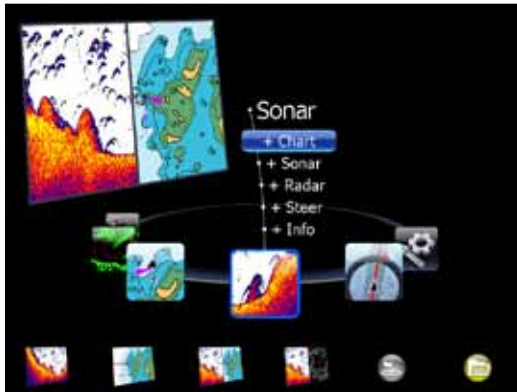 Sonar
+ Chart
+ Sonar
+ Radar
+ Steer
+ Info